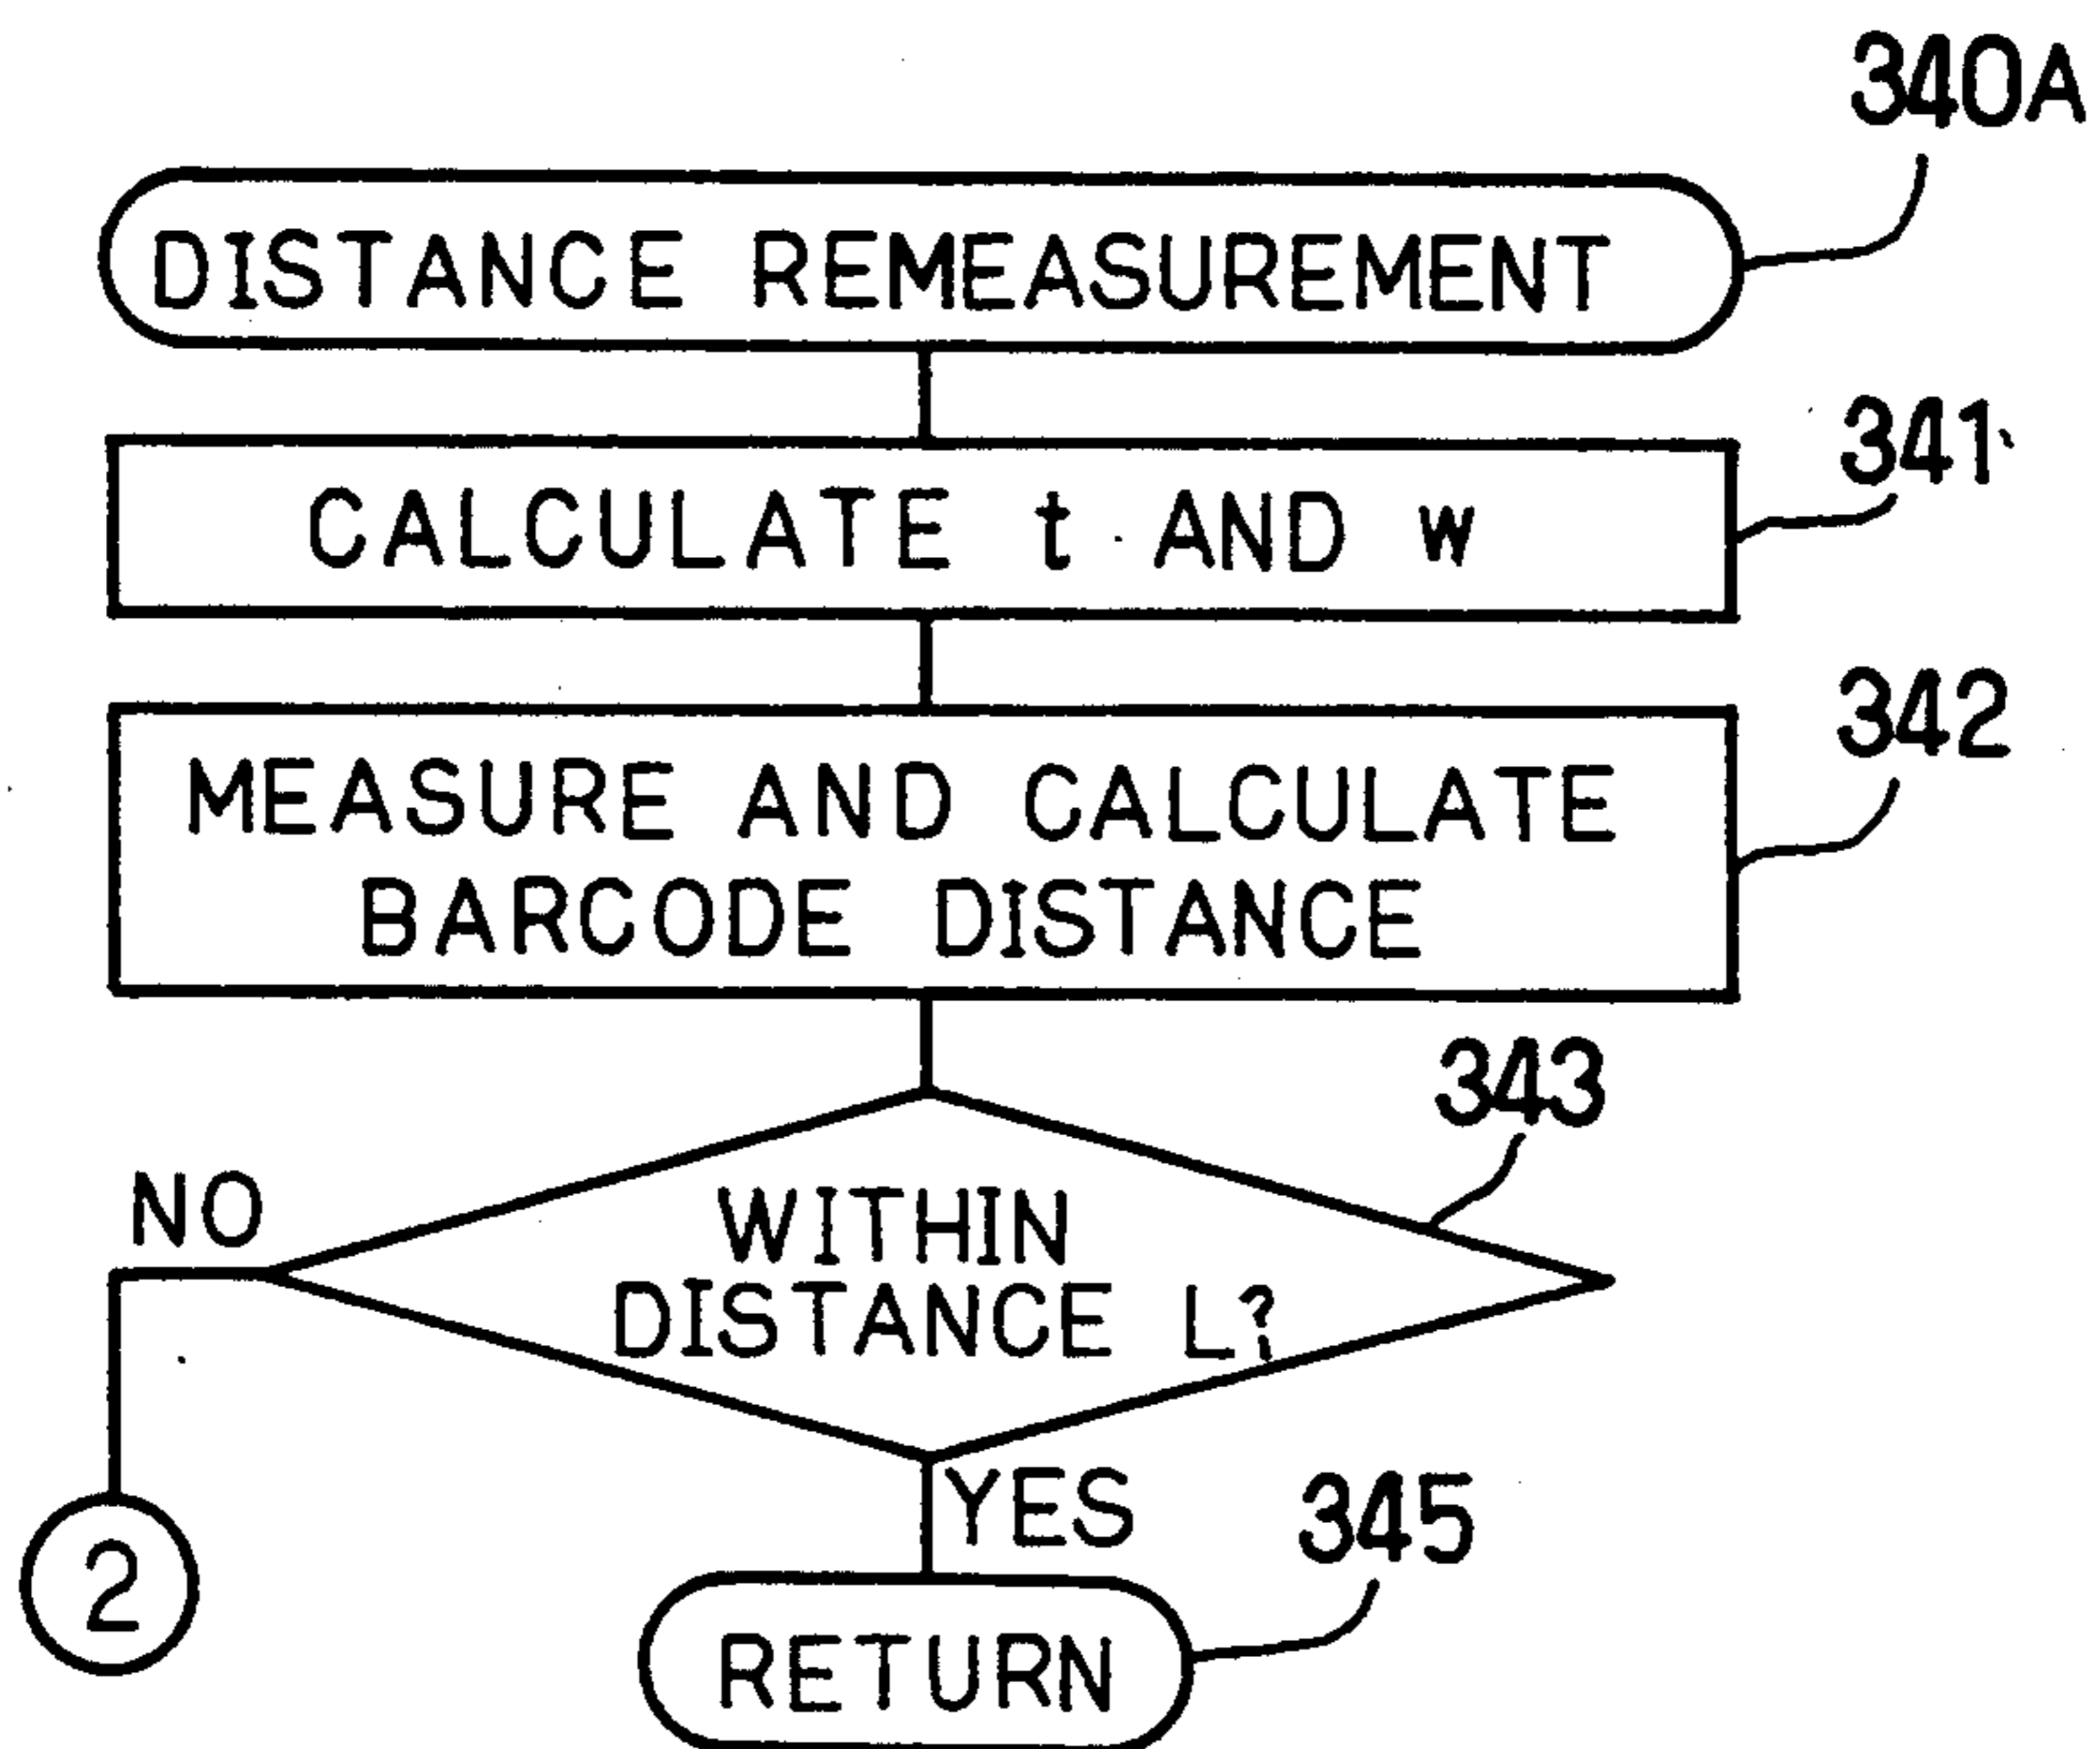 340A
DISTANCE REMEASUREMENT
341
CALCULATE t AND w
342
MEASURE AND CALCULATE
BARCODE DISTANCE
343
NO
WITHIN
DISTANCE L?
YES
345
2
RETURN